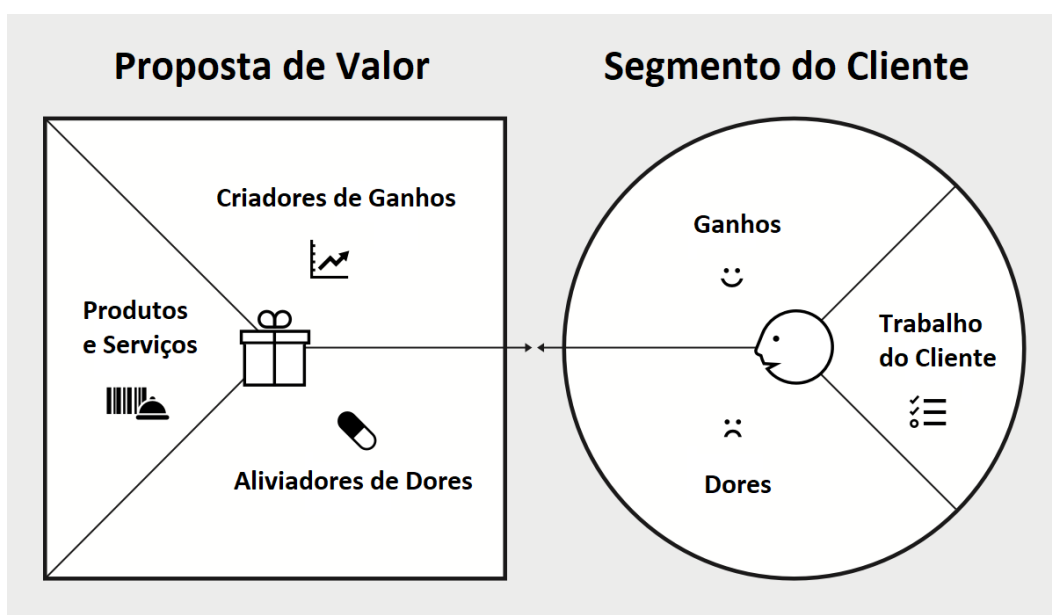 Proposta de Valor
Segmento do Cliente
Criadores de Ganhos
Produtos
e Serviços
Aliviadores de Dores
Ganhos
Trabalho
do Cliente
Dores